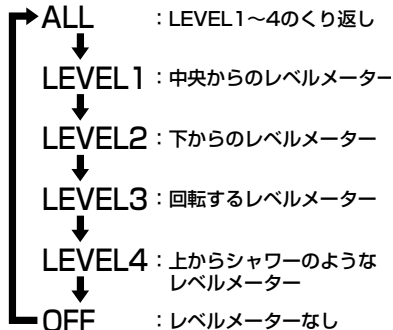 ALL :LEVEL1~4のくり返し
LEVEL1:中央からのレベルメーター
LEVEL2:下からのレベルメーター
LEVEL3:回転するレベルメーター
LEVEL4:上からシャワーのような
レベルメーター
OFF :レベルメーターなし